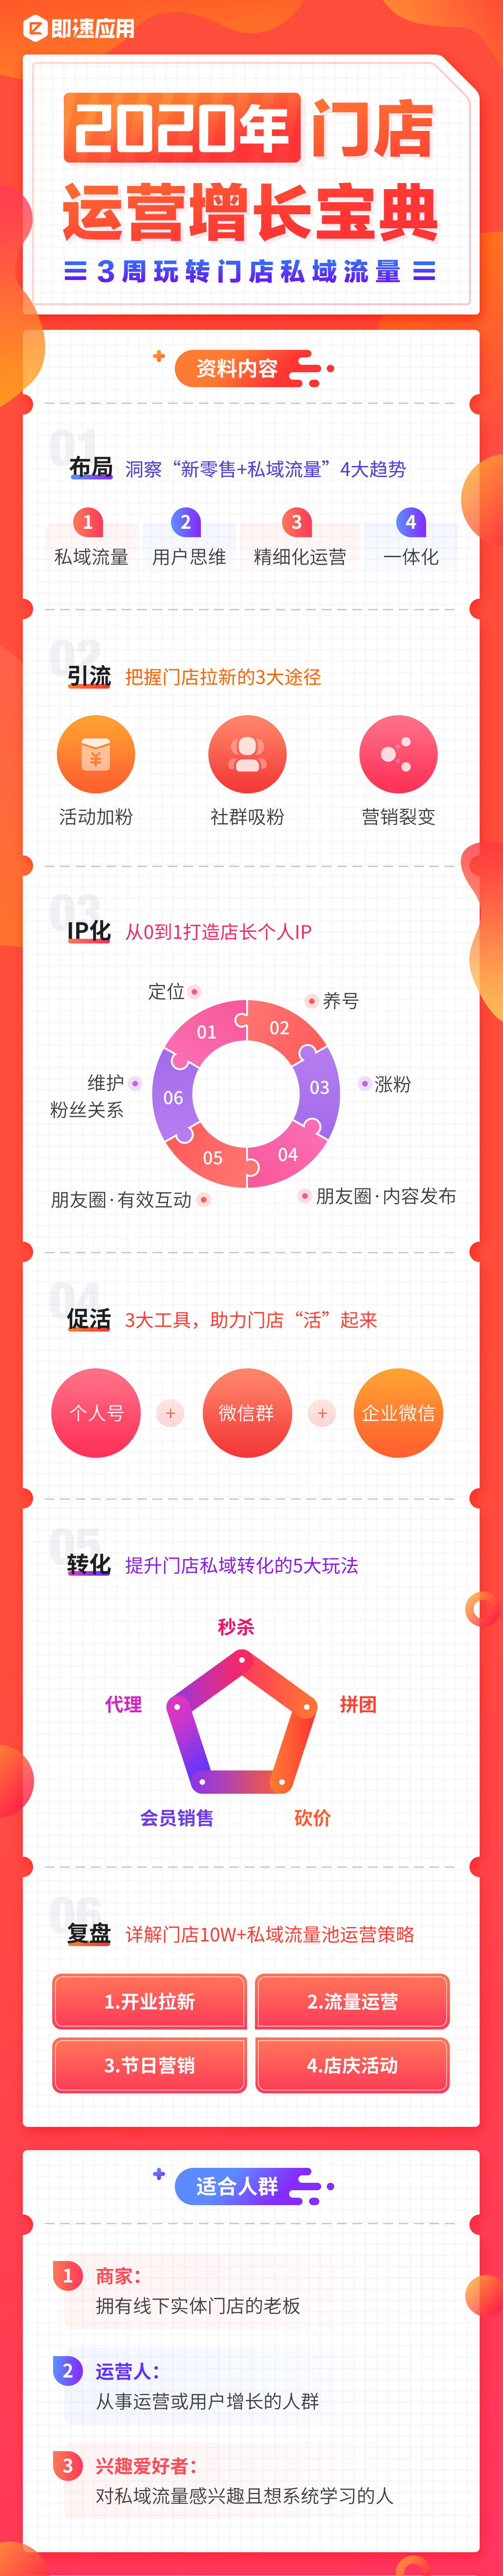 即速应用
2020年门店
运营增长宝典
3周玩转门店私域流量
资料内容
01
布局 洞察“新零售+私域流量”4大趋势
1 2 3 4
私域流量 用户思维 精细化运营 一体化
02
引流 把握门店拉新的3大途径
¥
活动加粉 社群吸粉 营销裂变
03
IP化 从0到1打造店长个人IP
定位 养号
01 02
维护 涨粉
粉丝关系
06 03
05 04
朋友圈·有效互动 朋友圈·内容发布
04
促活 3大工具，助力门店“活”起来
个人号 + 微信群 + 企业微信
05
转化 提升门店私域转化的5大玩法
秒杀
代理 拼团
会员销售 砍价
06
复盘 详解门店10W+私域流量池运营策略
1.开业拉新 2.流量运营
3.节日营销 4.店庆活动
适合人群
1 商家：
拥有线下实体门店的老板
2 运营人：
从事运营或用户增长的人群
3 兴趣爱好者：
对私域流量感兴趣且想系统学习的人